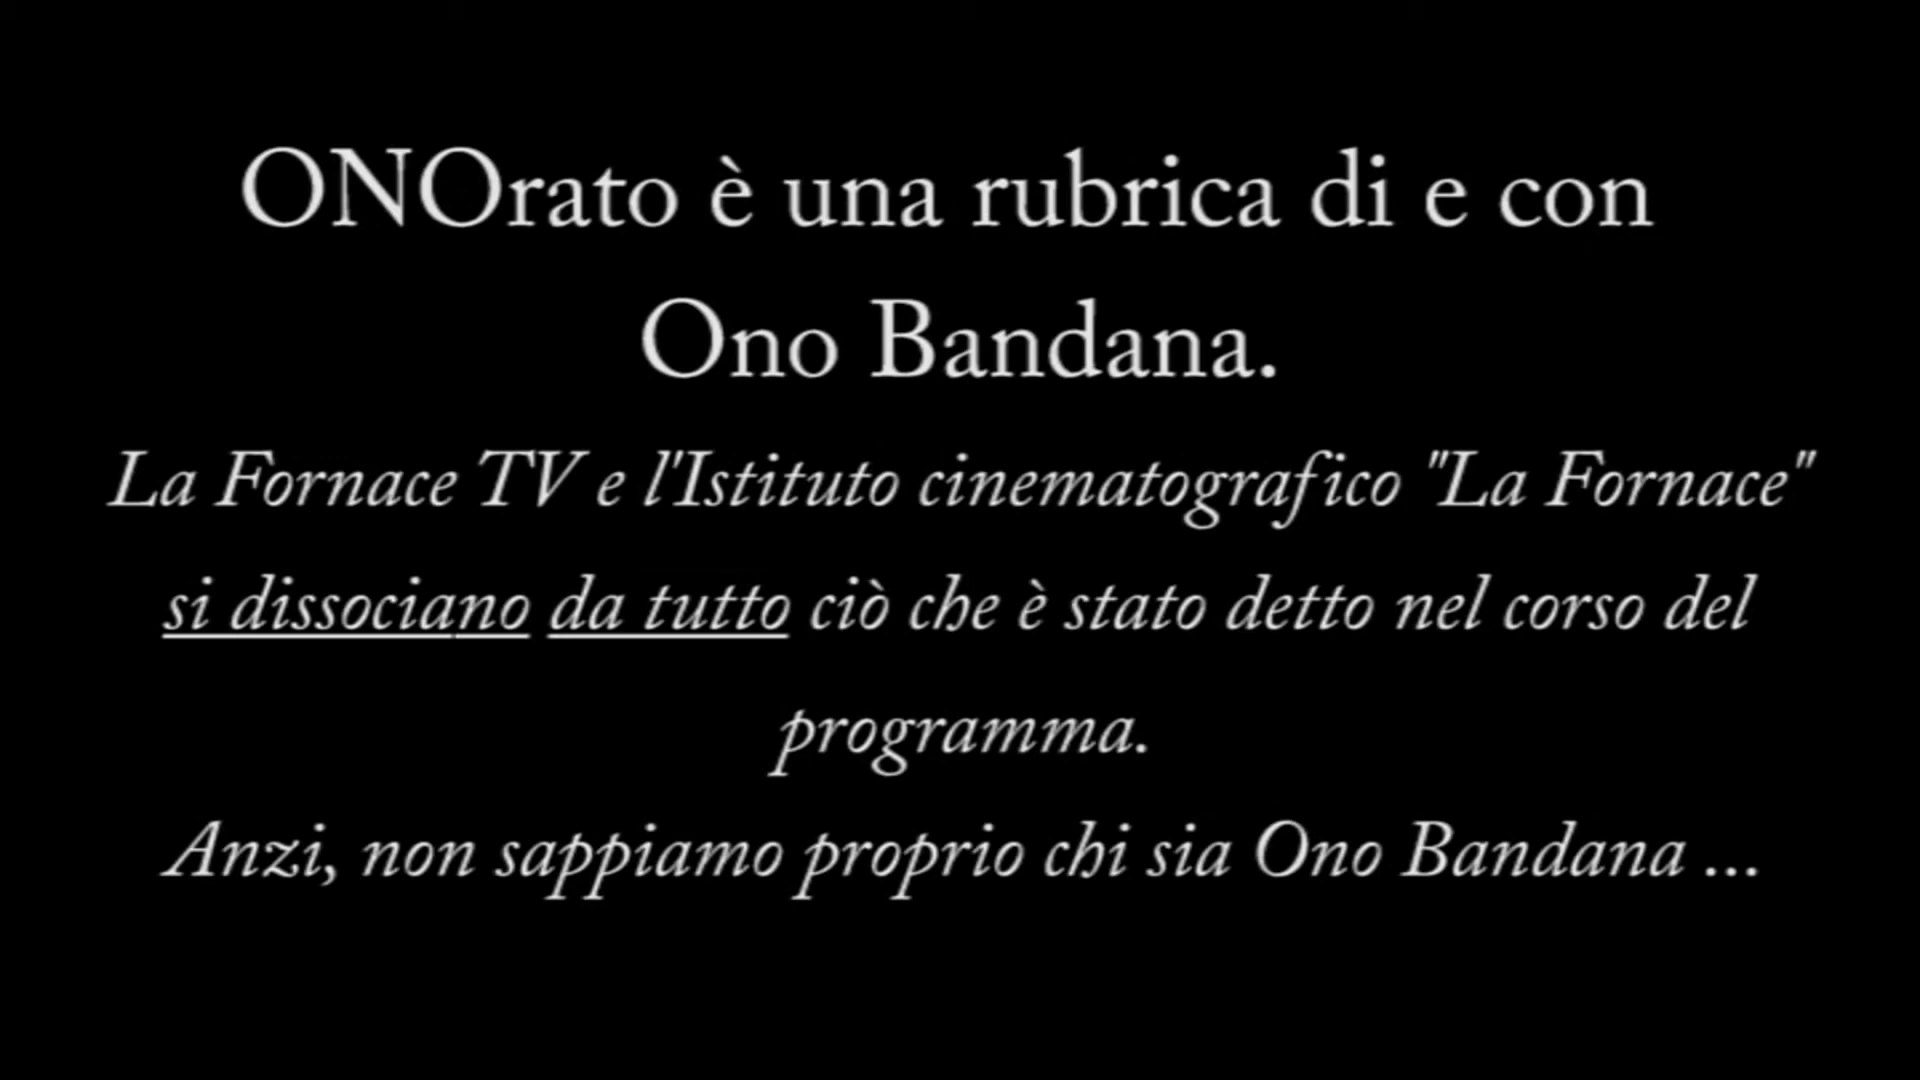 ONOrato è una rubrica di e con
Ono Bandana.
La Fornace TV e l'Istituto cinematografico "La Fornace"
si dissociano da tutto ciò che è stato detto nel corso del
programma.
Anzi, non sappiamo proprio chi sia Ono Bandana ...